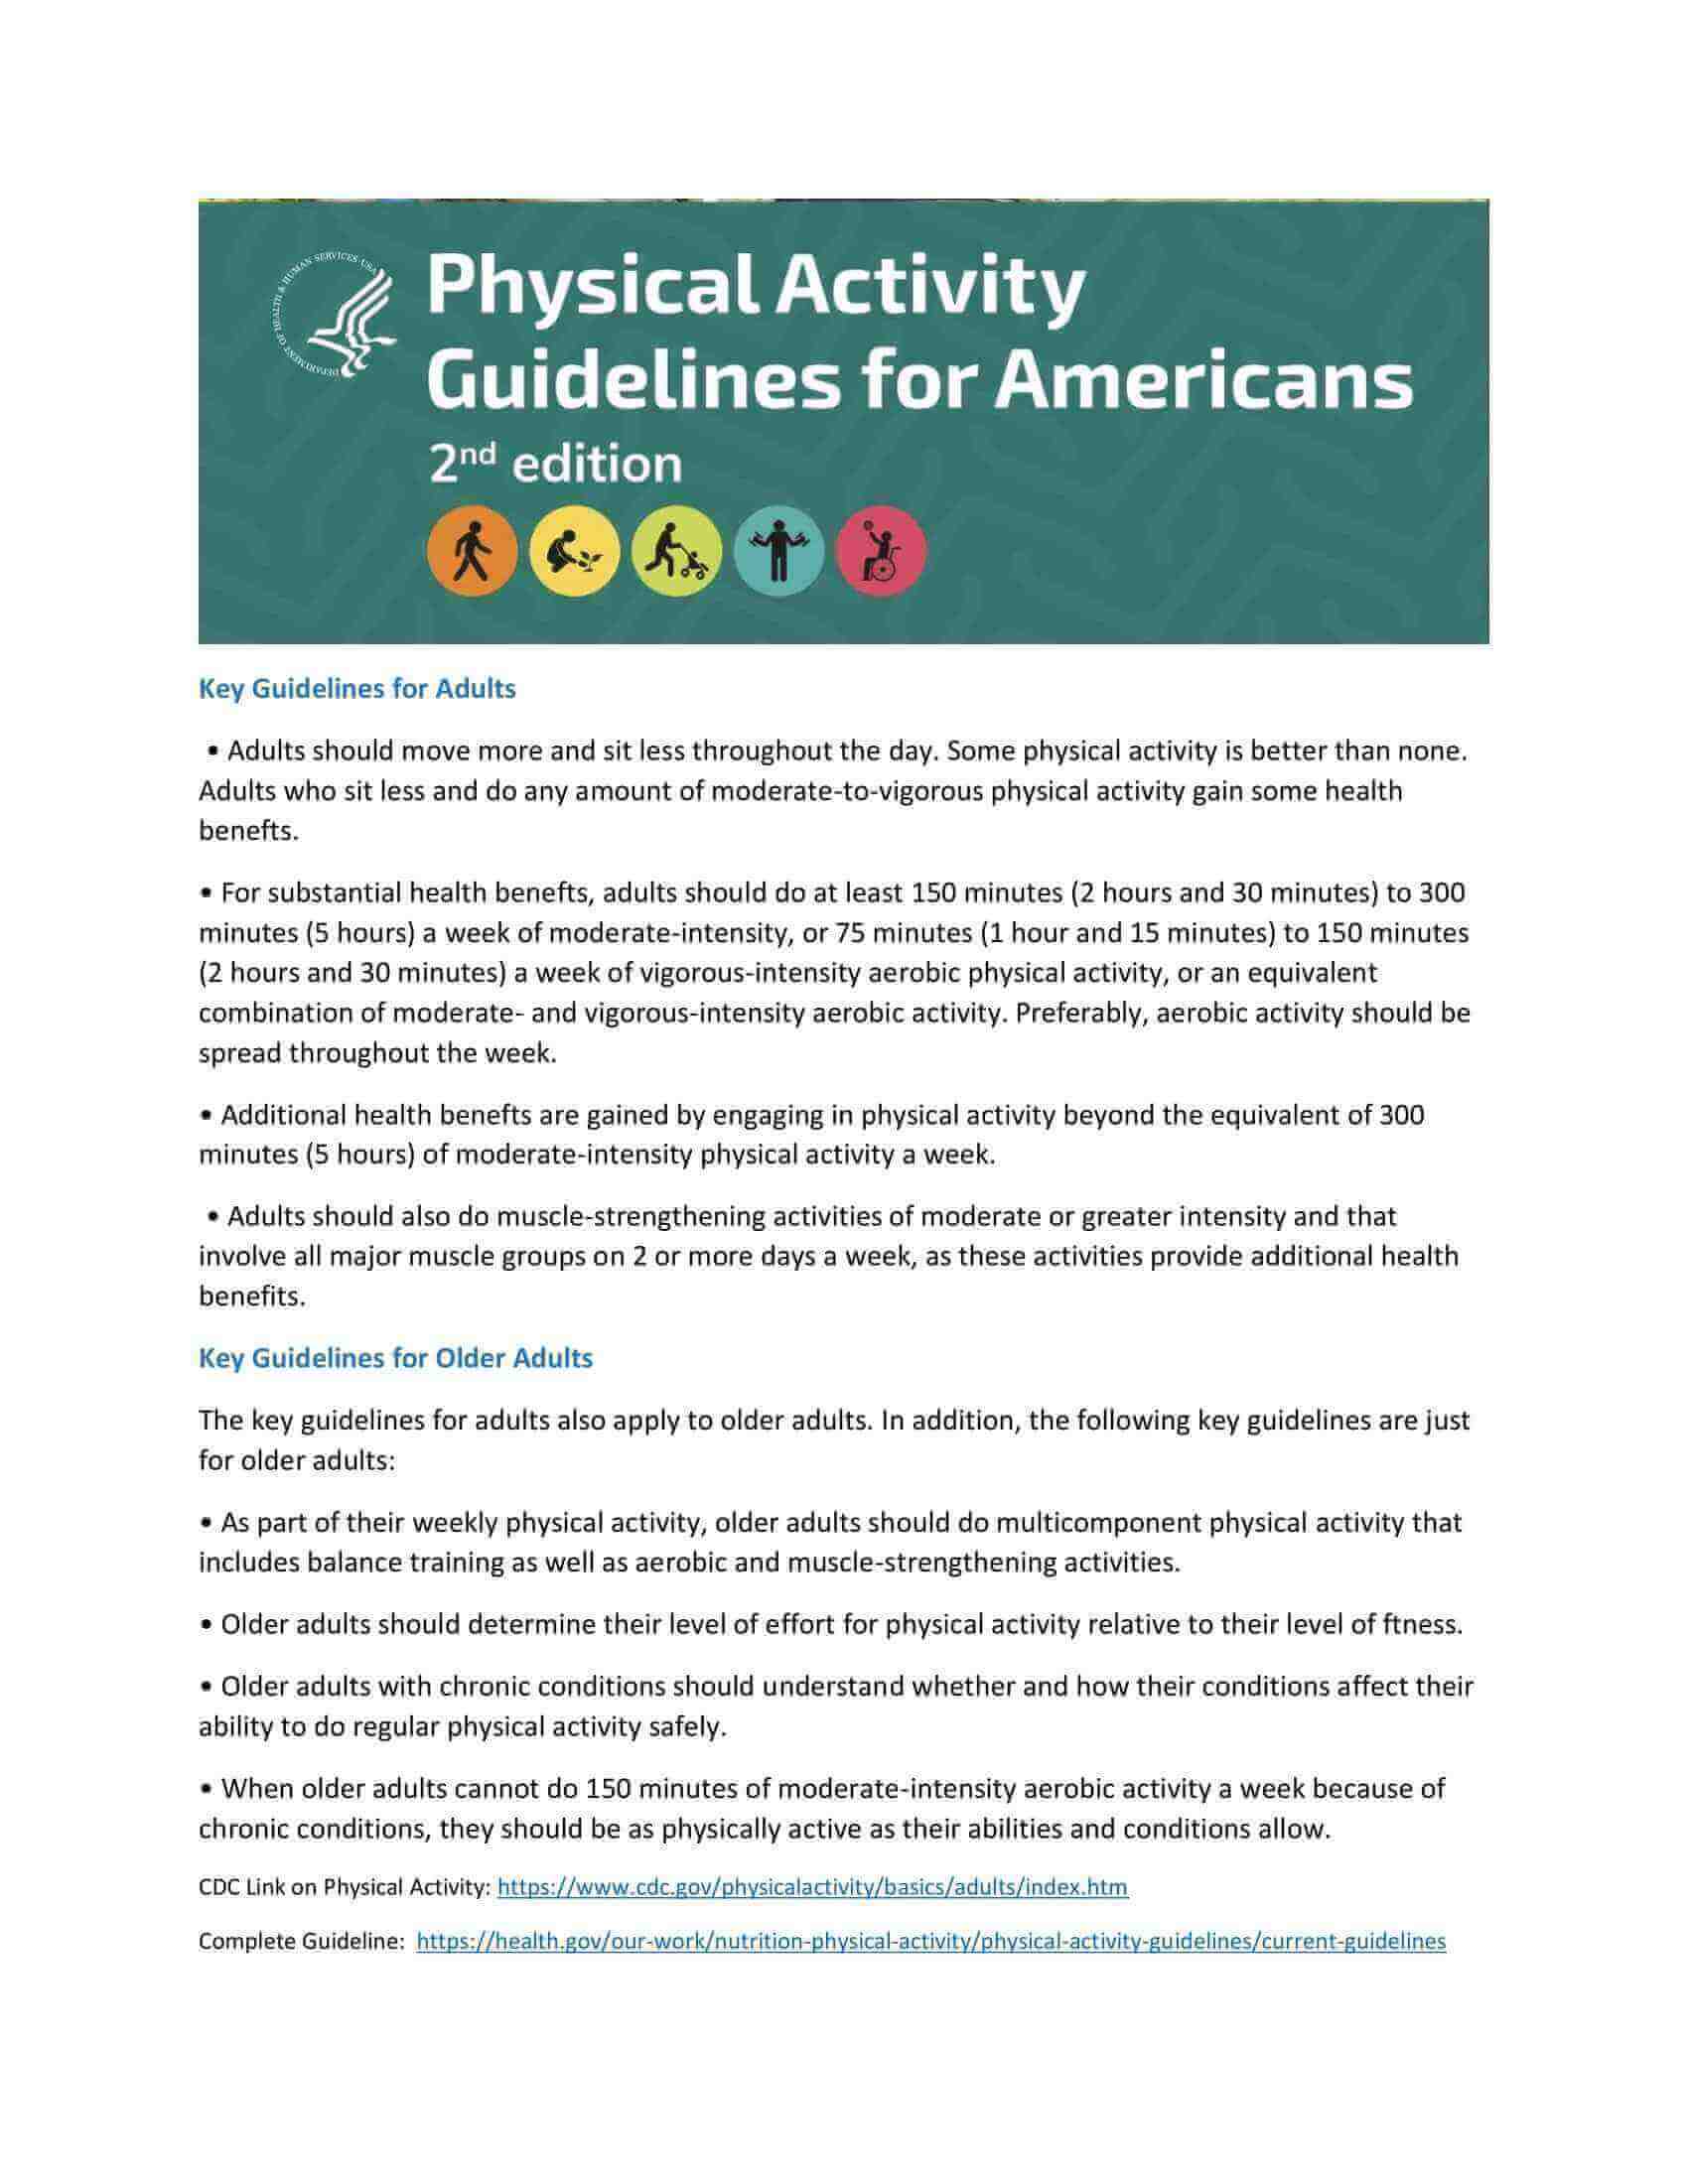 DEPARTMENT OF HEALTH & HUMAN SERVICES · USA
Physical Activity
Guidelines for Americans
2nd edition
Key Guidelines for Adults
• Adults should move more and sit less throughout the day. Some physical activity is better than none.
Adults who sit less and do any amount of moderate-to-vigorous physical activity gain some health
benefts.
• For substantial health benefts, adults should do at least 150 minutes (2 hours and 30 minutes) to 300
minutes (5 hours) a week of moderate-intensity, or 75 minutes (1 hour and 15 minutes) to 150 minutes
(2 hours and 30 minutes) a week of vigorous-intensity aerobic physical activity, or an equivalent
combination of moderate- and vigorous-intensity aerobic activity. Preferably, aerobic activity should be
spread throughout the week.
• Additional health benefts are gained by engaging in physical activity beyond the equivalent of 300
minutes (5 hours) of moderate-intensity physical activity a week.
• Adults should also do muscle-strengthening activities of moderate or greater intensity and that
involve all major muscle groups on 2 or more days a week, as these activities provide additional health
benefits.
Key Guidelines for Older Adults
The key guidelines for adults also apply to older adults. In addition, the following key guidelines are just
for older adults:
• As part of their weekly physical activity, older adults should do multicomponent physical activity that
includes balance training as well as aerobic and muscle-strengthening activities.
• Older adults should determine their level of effort for physical activity relative to their level of ftness.
• Older adults with chronic conditions should understand whether and how their conditions affect their
ability to do regular physical activity safely.
• When older adults cannot do 150 minutes of moderate-intensity aerobic activity a week because of
chronic conditions, they should be as physically active as their abilities and conditions allow.
CDC Link on Physical Activity: https://www.cdc.gov/physicalactivity/basics/adults/index.htm
Complete Guideline: https://health.gov/our-work/nutrition-physical-activity/physical-activity-guidelines/current-guidelines